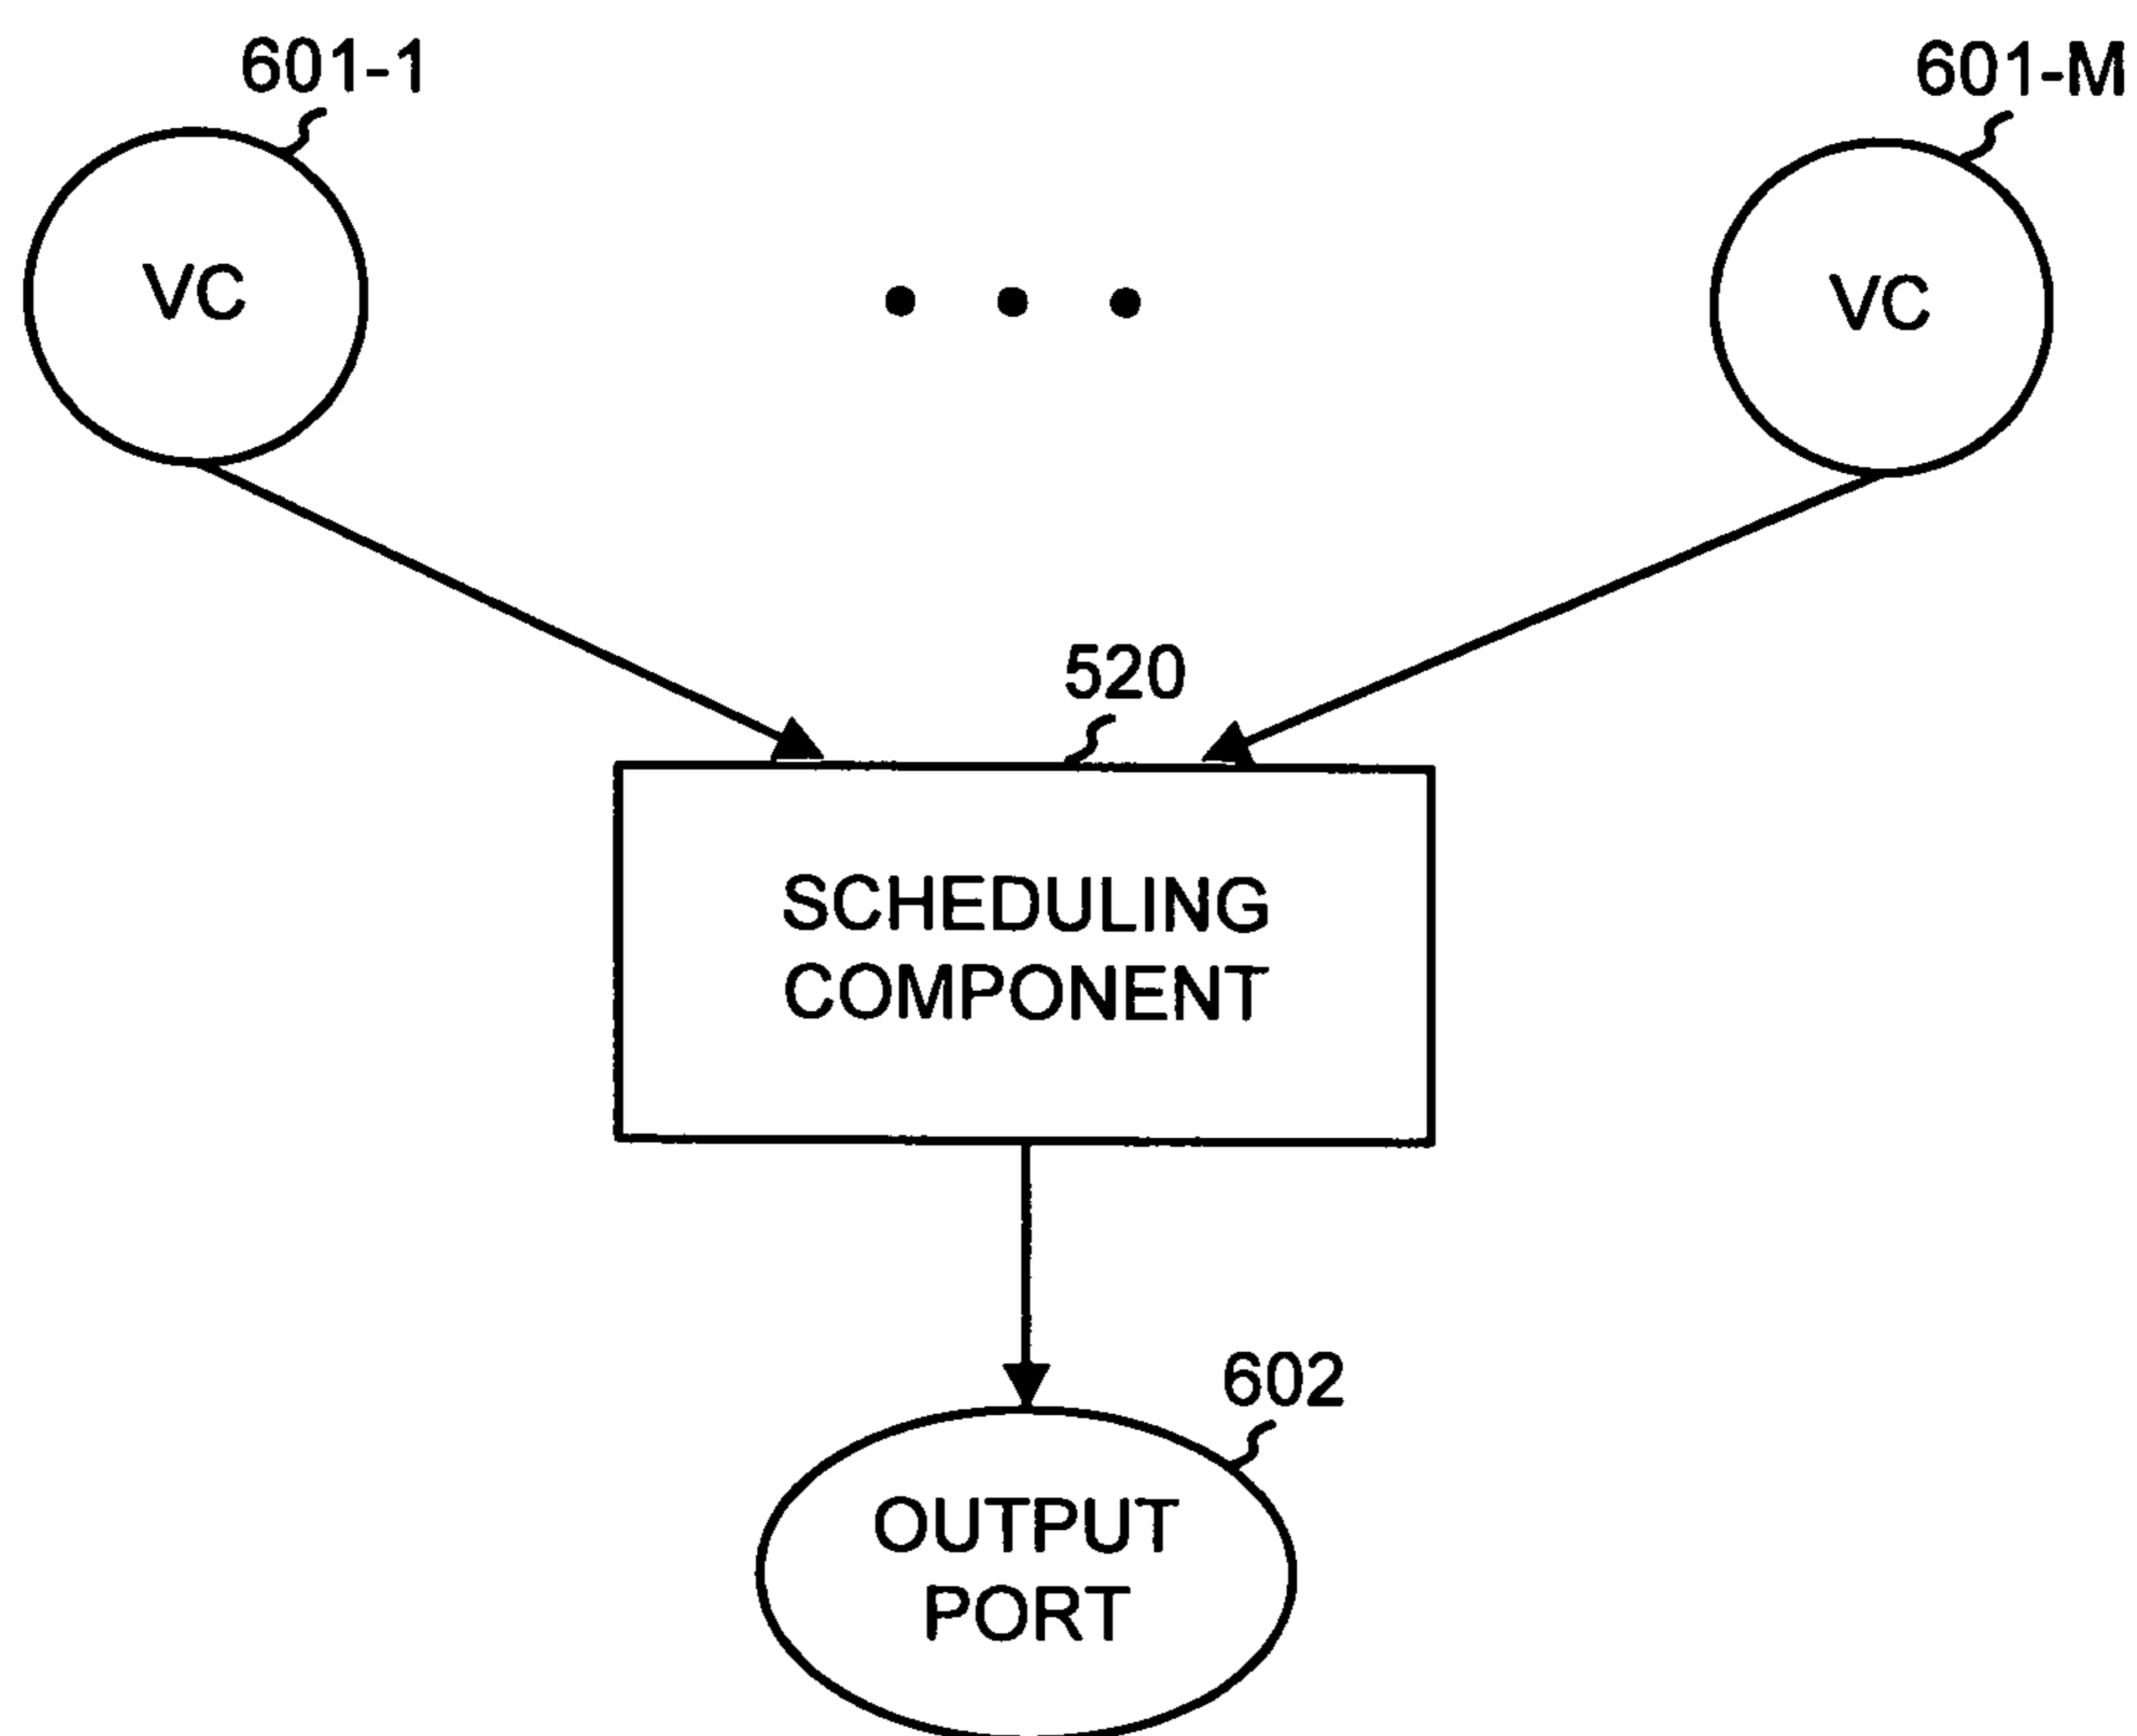 601-1
601-M
VC
VC
520
SCHEDULING
COMPONENT
602
OUTPUT
PORT